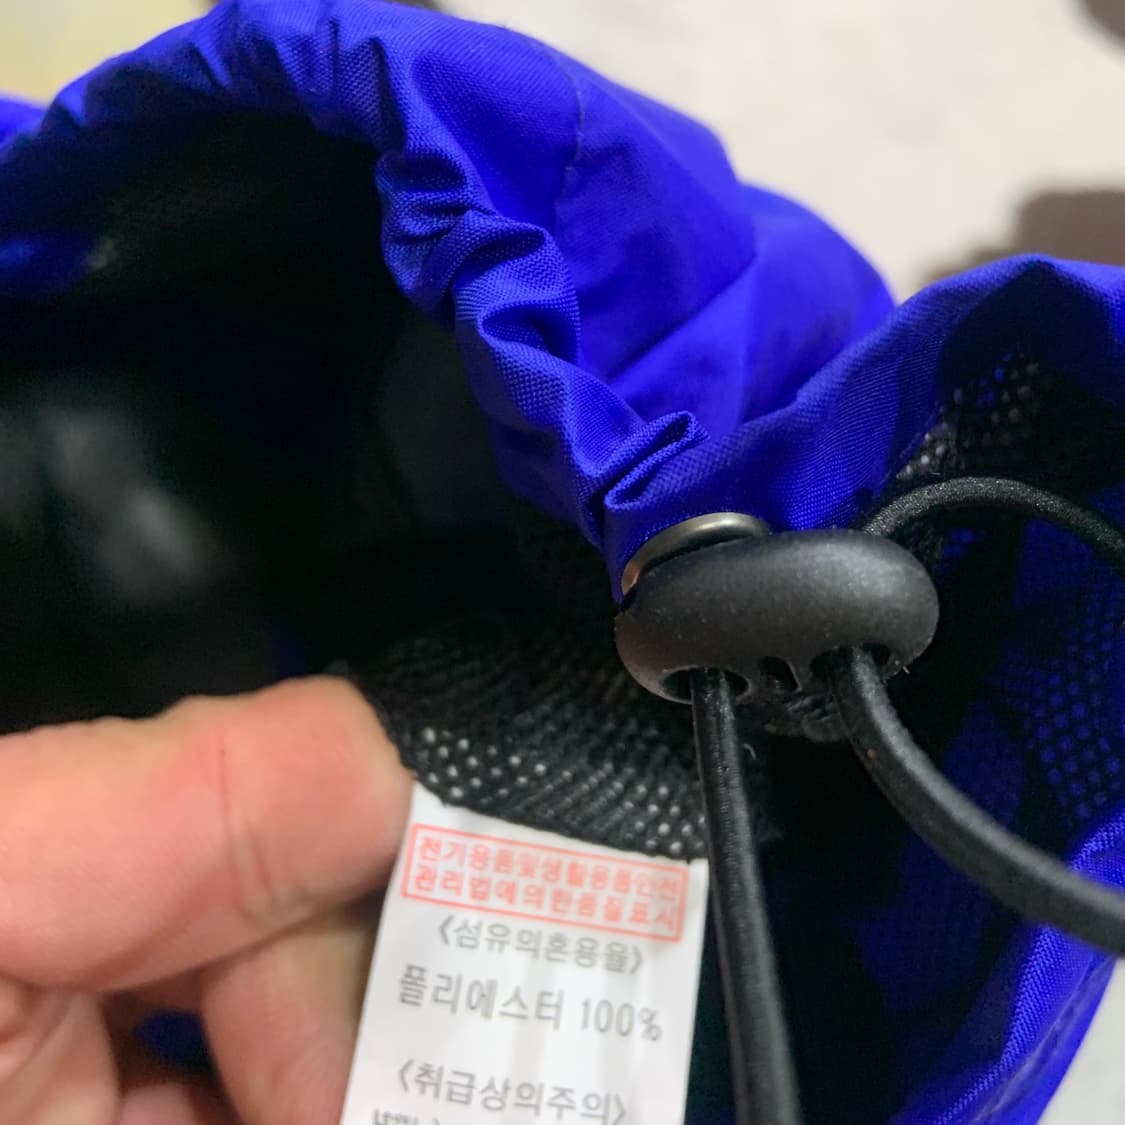 전기용품및생활용품안전
관리법에의한품질표시
<섬유의혼용율>
폴리에스터 100%
<취급상의주의>